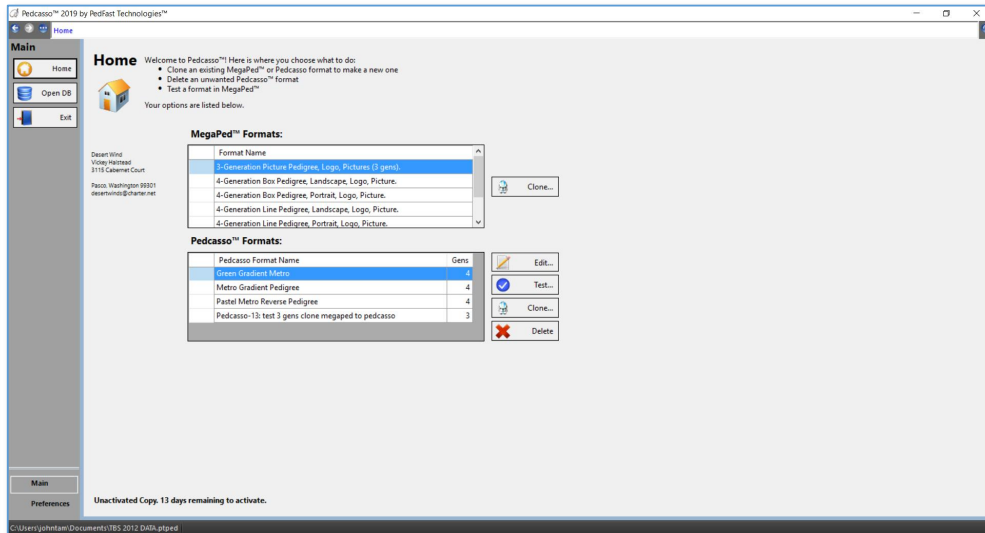 Pedcasso™ 2019 by PedFast Technologies™
Home
Main
Home
Open DB
Exit
Home
Welcome to Pedcasso™! Here is where you choose what to do:
• Clone an existing MegaPed™ or Pedcasso format to make a new one
• Delete an unwanted Pedcasso™ format
• Test a format in MegaPed™
Your options are listed below.
Desert Wind
Vickey Halstead
3115 Cabernet Court
Pasco, Washington 99301
desertwinds@charter.net
MegaPed™ Formats:
Format Name
3-Generation Picture Pedigree, Logo, Pictures (3 gens).
4-Generation Box Pedigree, Landscape, Logo, Picture.
4-Generation Box Pedigree, Portrait, Logo, Picture.
4-Generation Line Pedigree, Landscape, Logo, Picture.
4-Generation Line Pedigree, Portrait, Logo, Picture.
Clone...
Pedcasso™ Formats:
Pedcasso Format Name Gens
Green Gradient Metro 4
Metro Gradient Pedigree 4
Pastel Metro Reverse Pedigree 4
Pedcasso-13: test 3 gens clone megaped to pedcasso 3
Edit...
Test...
Clone...
Delete
Main
Preferences
Unactivated Copy. 13 days remaining to activate.
C:\Users\johntam\Documents\TBS 2012 DATA.ptped